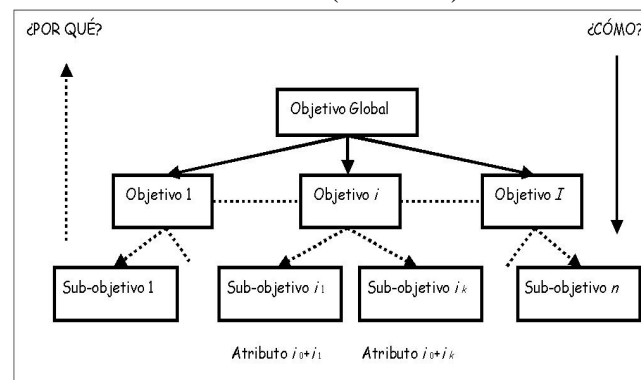 ¿POR QUÉ? ¿CÓMO?
Objetivo Global
Objetivo 1 Objetivo i Objetivo I
Sub-objetivo 1 Sub-objetivo i1 Sub-objetivo ik Sub-objetivo n
Atributo i0+i1 Atributo i0+ik